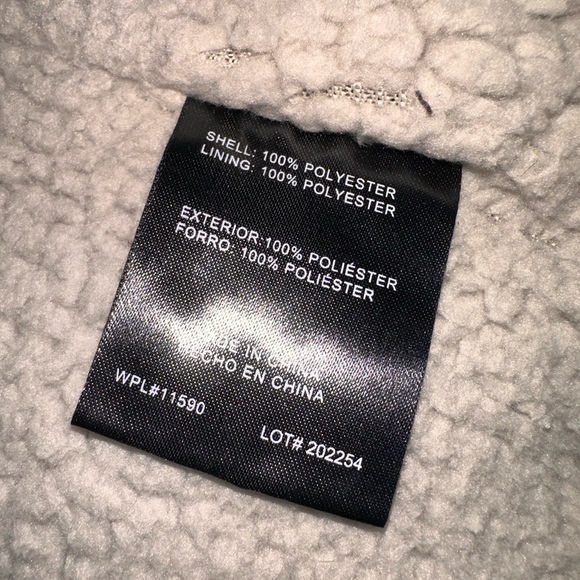 SHELL: 100% POLYESTER
LINING: 100% POLYESTER
EXTERIOR:100% POLIÉSTER
FORRO: 100% POLIÉSTER
IN CHINA
EN CHINA
WPL#11590
LOT# 202254